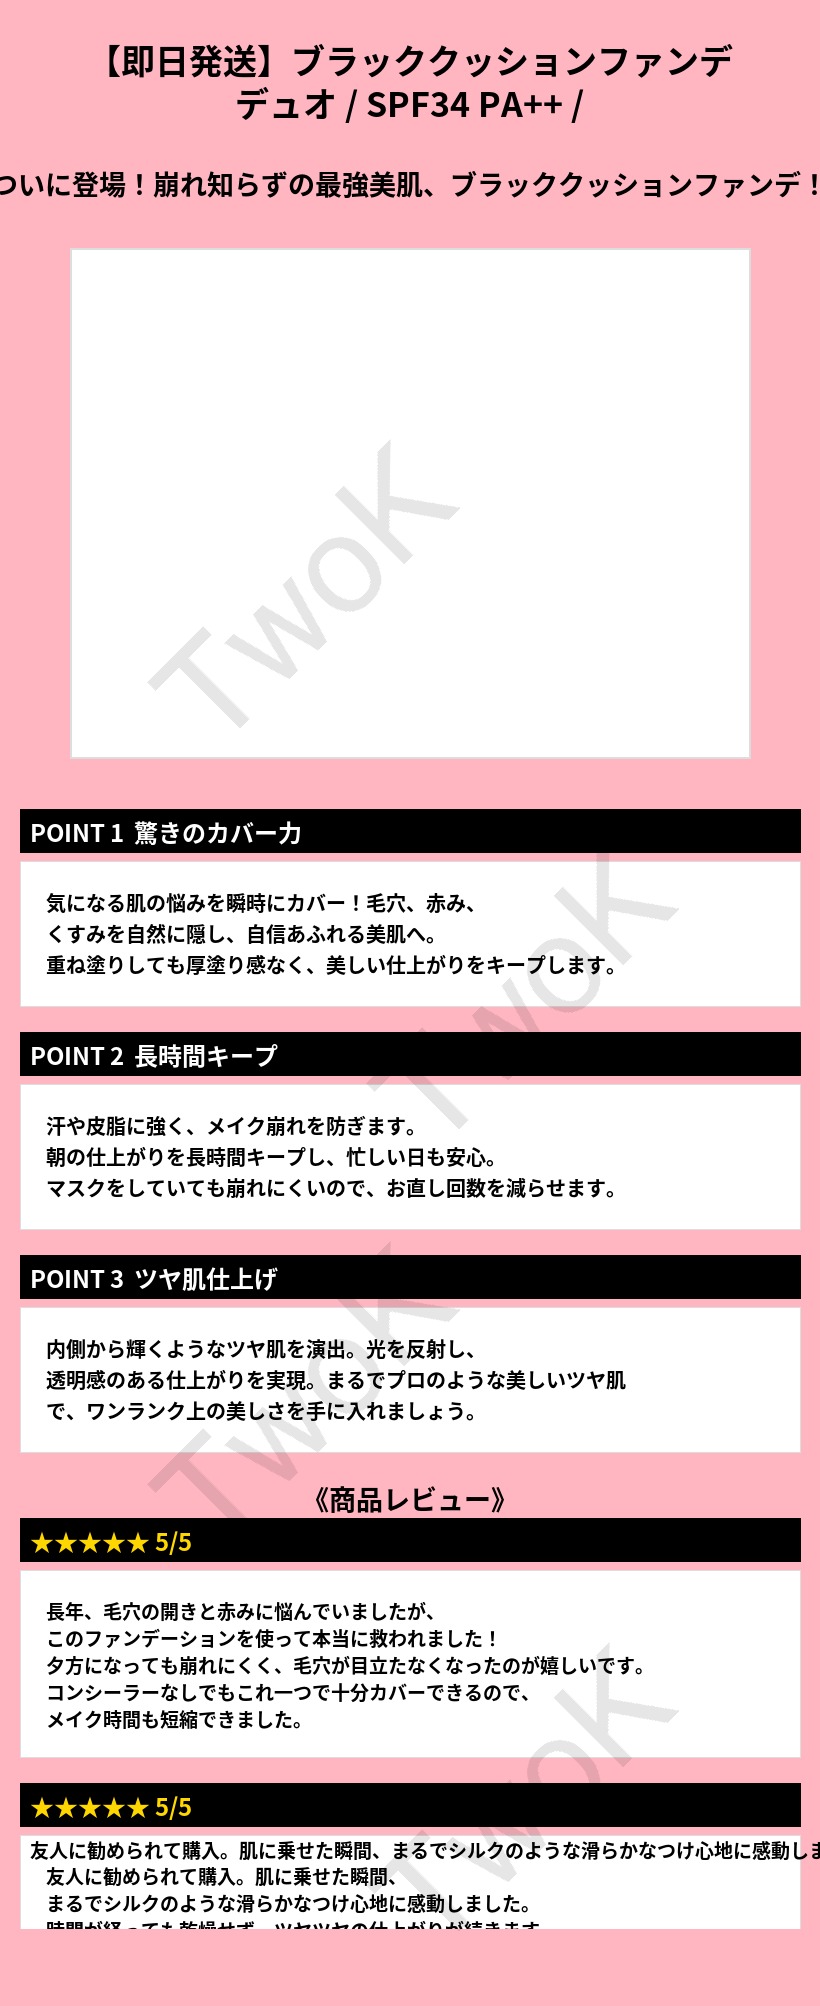 【即日発送】ブラッククッションファンデ
デュオ / SPF34 PA++ /
ついに登場！崩れ知らずの最強美肌、ブラッククッションファンデ！
TwoK
POINT 1 驚きのカバー力
気になる肌の悩みを瞬時にカバー！毛穴、赤み、
くすみを自然に隠し、自信あふれる美肌へ。
重ね塗りしても厚塗り感なく、美しい仕上がりをキープします。
TwoK
POINT 2 長時間キープ
汗や皮脂に強く、メイク崩れを防ぎます。
朝の仕上がりを長時間キープし、忙しい日も安心。
マスクをしていても崩れにくいので、お直し回数を減らせます。
POINT 3 ツヤ肌仕上げ
内側から輝くようなツヤ肌を演出。光を反射し、
透明感のある仕上がりを実現。まるでプロのような美しいツヤ肌
で、ワンランク上の美しさを手に入れましょう。
TwoK
《商品レビュー》
★★★★★ 5/5
長年、毛穴の開きと赤みに悩んでいましたが、
このファンデーションを使って本当に救われました！
夕方になっても崩れにくく、毛穴が目立たなくなったのが嬉しいです。
コンシーラーなしでもこれ一つで十分カバーできるので、
メイク時間も短縮できました。
TwoK
★★★★★ 5/5
友人に勧められて購入。肌に乗せた瞬間、まるでシルクのような滑らかなつけ心地に感動しま
友人に勧められて購入。肌に乗せた瞬間、
まるでシルクのような滑らかなつけ心地に感動しました。
時間が経っても乾燥せず、ツヤツヤの仕上がりが続きます